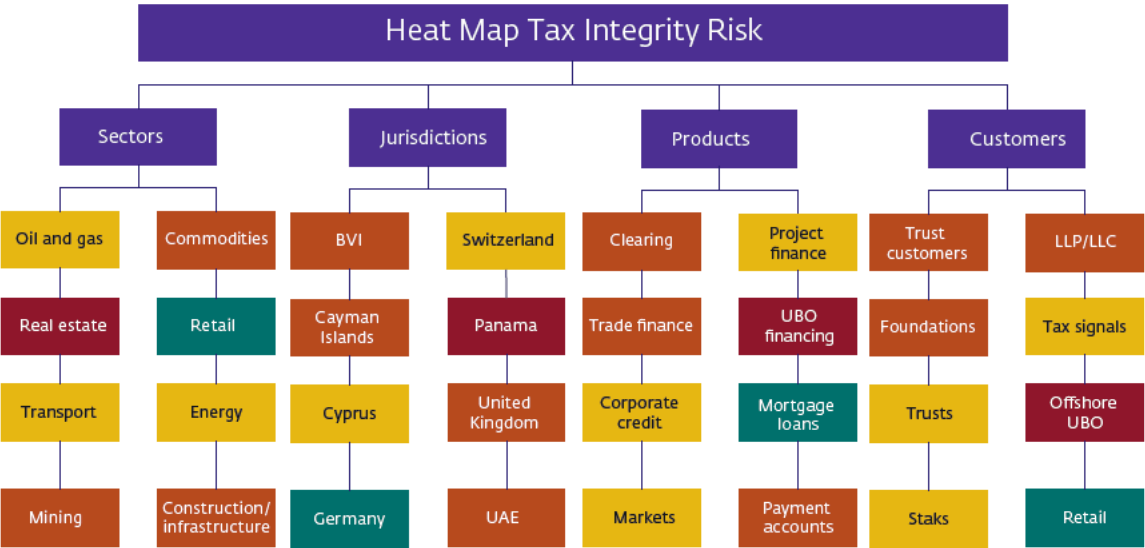 Heat Map Tax Integrity Risk
Sectors
Jurisdictions
Products
Customers
Oil and gas
Commodities
BVI
Switzerland
Clearing
Project
finance
Trust
customers
LLP/LLC
Real estate
Retail
Cayman
Islands
Panama
Trade finance
UBO
financing
Foundations
Tax signals
Transport
Energy
Cyprus
United
Kingdom
Corporate
credit
Mortgage
loans
Trusts
Offshore
UBO
Mining
Construction/
infrastructure
Germany
UAE
Markets
Payment
accounts
Staks
Retail